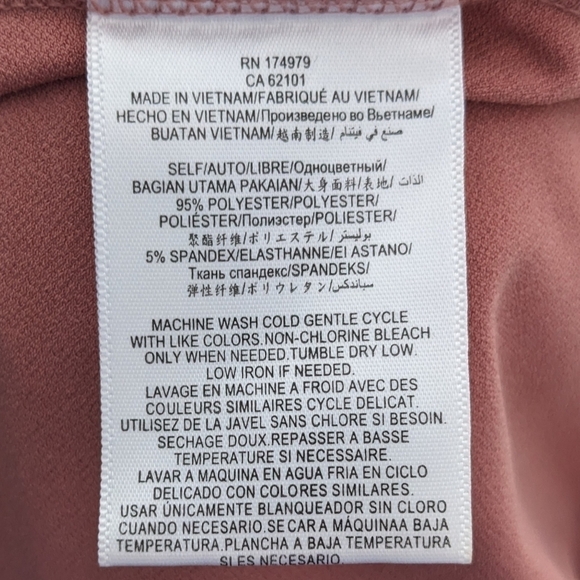 RN 174979
CA 62101
MADE IN VIETNAM/FABRIQUÉ AU VIETNAM/
HECHO EN VIETNAM/Произведено во Вьетнаме/
BUATAN VIETNAM/越南制造/ صنع في فيتنام
SELF/AUTO/LIBRE/Одноцветный/
BAGIAN UTAMA PAKAIAN/大身面料/表地/ الذات
95% POLYESTER/POLYESTER/
POLIÉSTER/Полиэстер/POLIESTER/
聚酯纤维/ポリエステル/ بوليستر
5% SPANDEX/ELASTHANNE/EI ASTANO/
Ткань спандекс/SPANDEKS/
弹性纤维/ポリウレタン/ سباندكس
MACHINE WASH COLD GENTLE CYCLE
WITH LIKE COLORS.NON-CHLORINE BLEACH
ONLY WHEN NEEDED.TUMBLE DRY LOW.
LOW IRON IF NEEDED.
LAVAGE EN MACHINE A FROID AVEC DES
COULEURS SIMILAIRES CYCLE DELICAT.
UTILISEZ DE LA JAVEL SANS CHLORE SI BESOIN.
SECHAGE DOUX.REPASSER A BASSE
TEMPERATURE SI NECESSAIRE.
LAVAR A MAQUINA EN AGUA FRIA EN CICLO
DELICADO CON COLORES SIMILARES.
USAR ÚNICAMENTE BLANQUEADOR SIN CLORO
CUANDO NECESARIO.SECAR A MÁQUINAA BAJA
TEMPERATURA.PLANCHA A BAJA TEMPERATURA
SI ES NECESARIO.